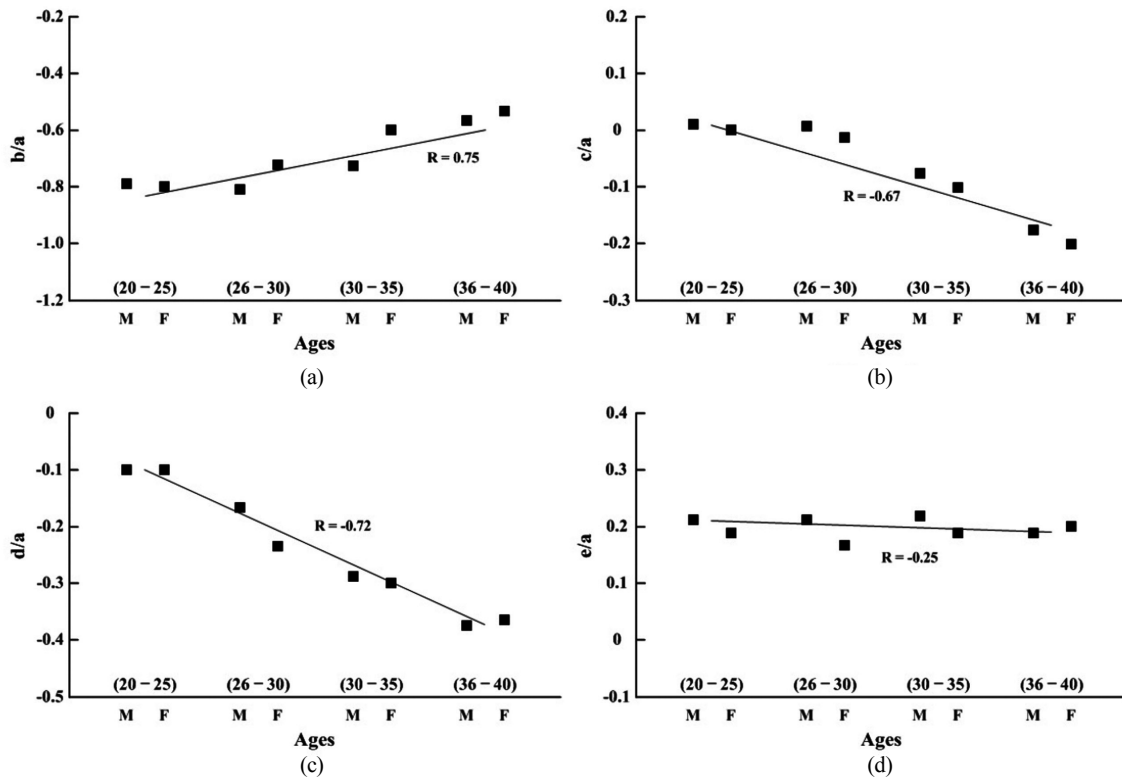 -0.2
-0.4
-0.6
-0.8
-1.0
-1.2
b/a
R = 0.75
(20 – 25) (26 – 30) (30 – 35) (36 – 40)
M F M F M F M F
Ages
(a)
0.2
0.1
0
-0.1
-0.2
-0.3
c/a
R = -0.67
(20 – 25) (26 – 30) (30 – 35) (36 – 40)
M F M F M F M F
Ages
(b)
0
-0.1
-0.2
-0.3
-0.4
-0.5
d/a
R = -0.72
(20 – 25) (26 – 30) (30 – 35) (36 – 40)
M F M F M F M F
Ages
(c)
0.4
0.3
0.2
0.2
0
-0.1
e/a
R = -0.25
(20 – 25) (26 – 30) (30 – 35) (36 – 40)
M F M F M F M F
Ages
(d)